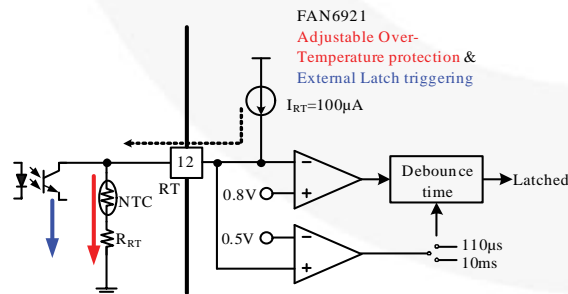 FAN6921
Adjustable Over-
Temperature protection &
External Latch triggering
IRT=100µA
12
RT
NTC
RRT
0.8V
0.5V
−
+
−
+
Debounce
time
Latched
110µs
10ms